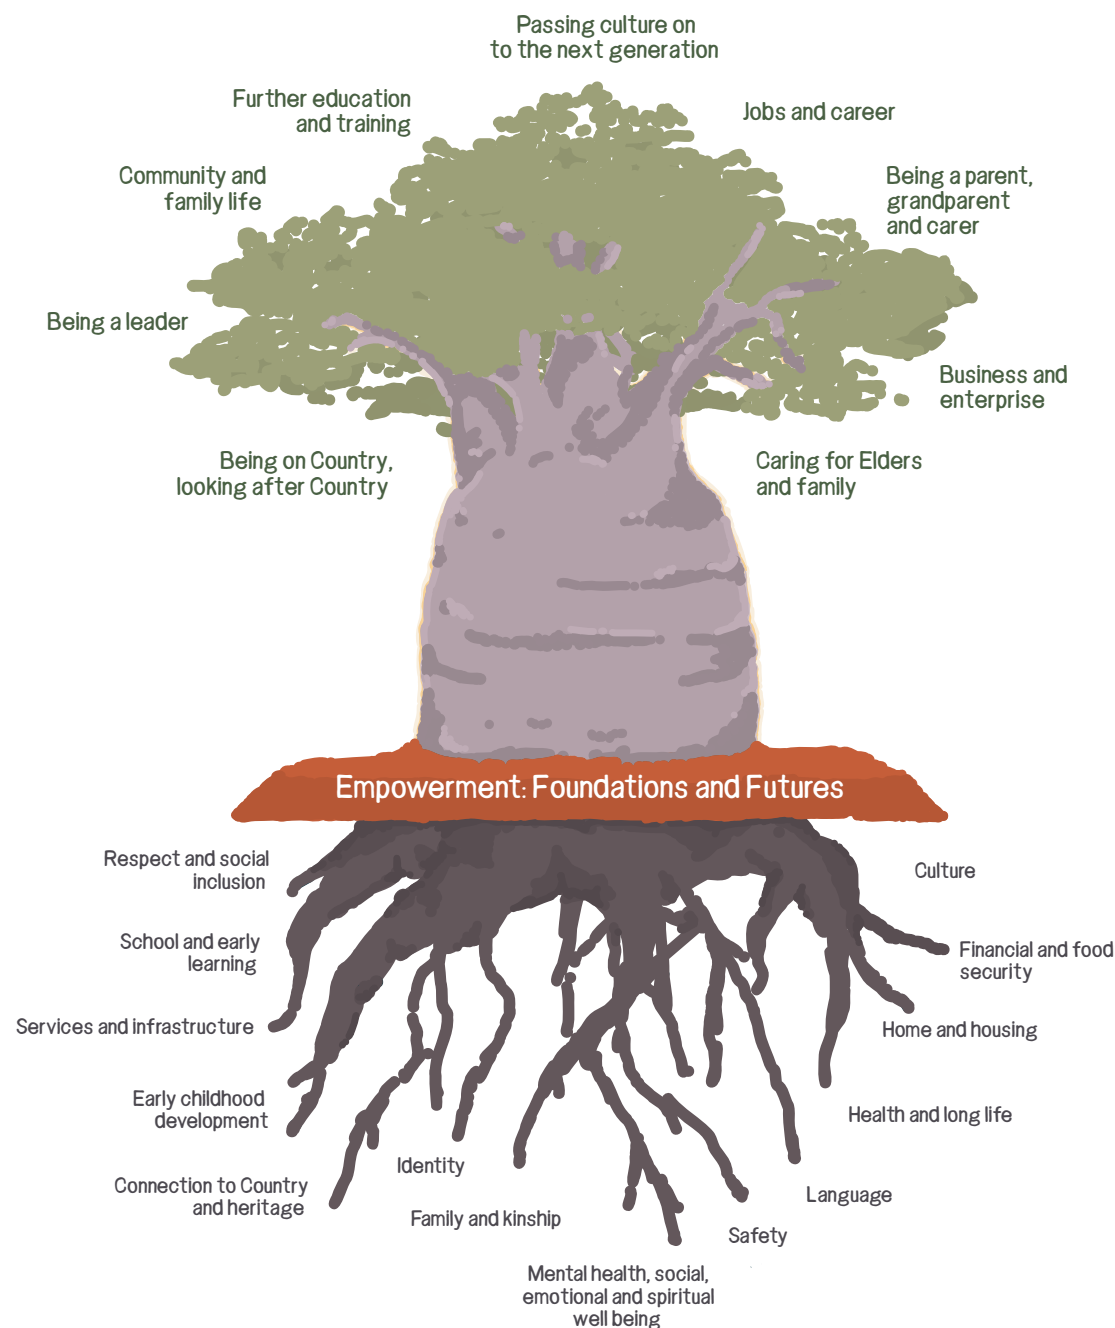 Passing culture on
to the next generation
Further education
and training
Jobs and career
Community and
family life
Being a parent,
grandparent
and carer
Being a leader
Business and
enterprise
Being on Country,
looking after Country
Caring for Elders
and family
Empowerment: Foundations and Futures
Respect and social
inclusion
Culture
School and early
learning
Financial and food
security
Services and infrastructure
Home and housing
Early childhood
development
Health and long life
Identity
Connection to Country
and heritage
Language
Family and kinship
Safety
Mental health, social,
emotional and spiritual
well being